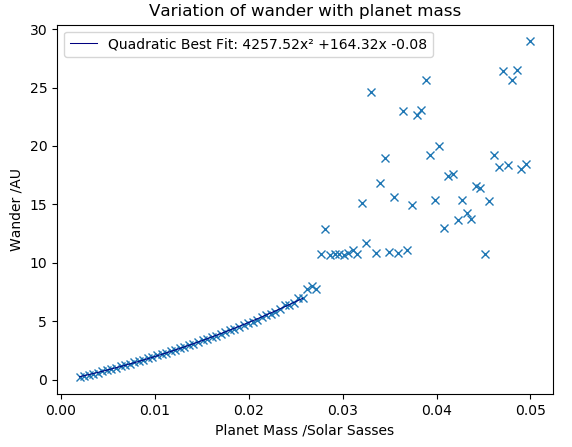 Variation of wander with planet mass
Quadratic Best Fit: 4257.52x² +164.32x -0.08
30
25
20
15
10
5
0
Wander /AU
0.00 0.01 0.02 0.03 0.04 0.05
Planet Mass /Solar Sasses